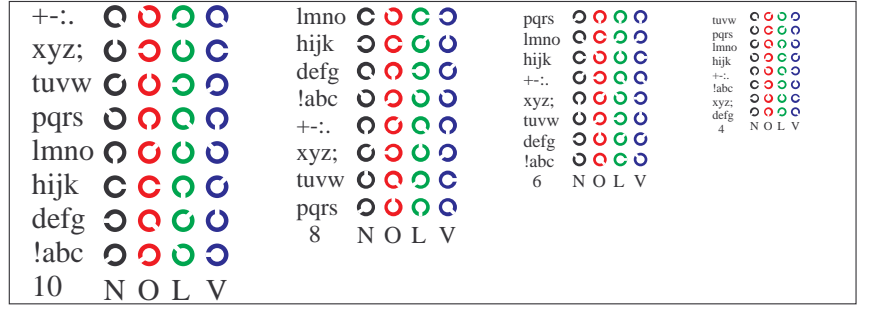 +-:.
xyz;
tuvw
pqrs
lmno
hijk
defg
!abc
10 N O L V
lmno
hijk
defg
!abc
+-:.
xyz;
tuvw
pqrs
8 N O L V
pqrs
lmno
hijk
+-:.
xyz;
tuvw
defg
!abc
6 N O L V
tuvw
pqrs
lmno
hijk
+-:.
!abc
xyz;
defg
4 N O L V